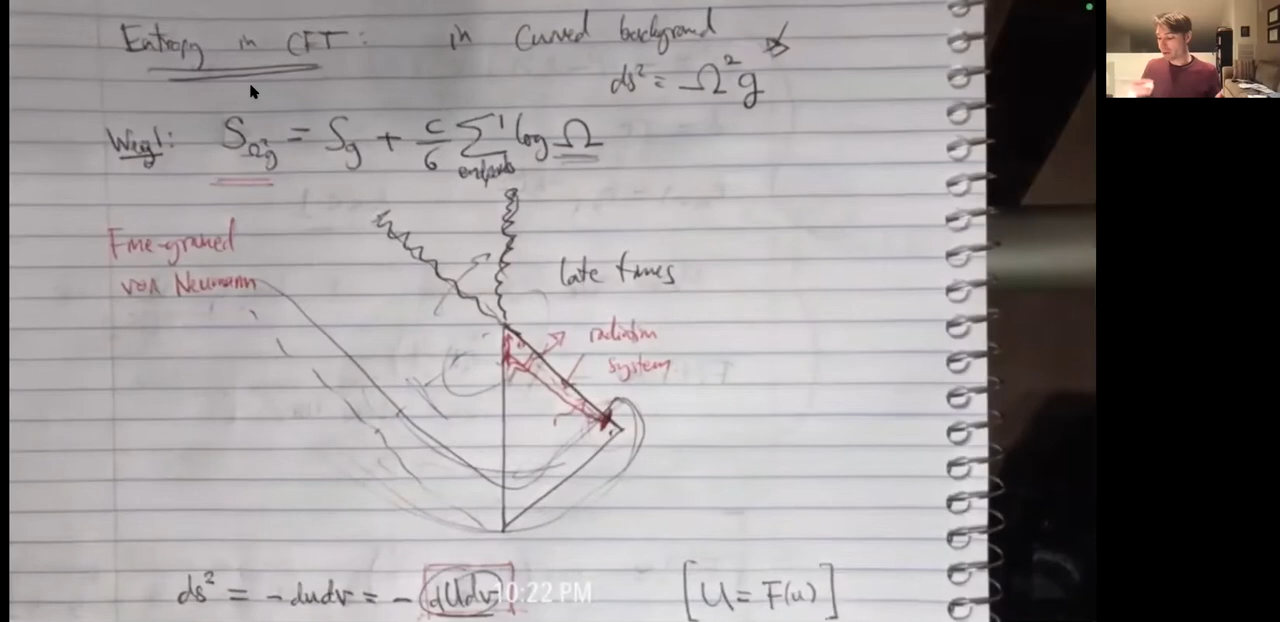 Entropy in CFT: in Curved background
ds² = Ω²g
Weyl: S_{Ω²g} = S_g + c/6 Σ log Ω
endpoints
Fine-grained
von Neumann
late times
radiation
system
ds² = -dudv = - dUdv [U = F(u)]
10:22 PM